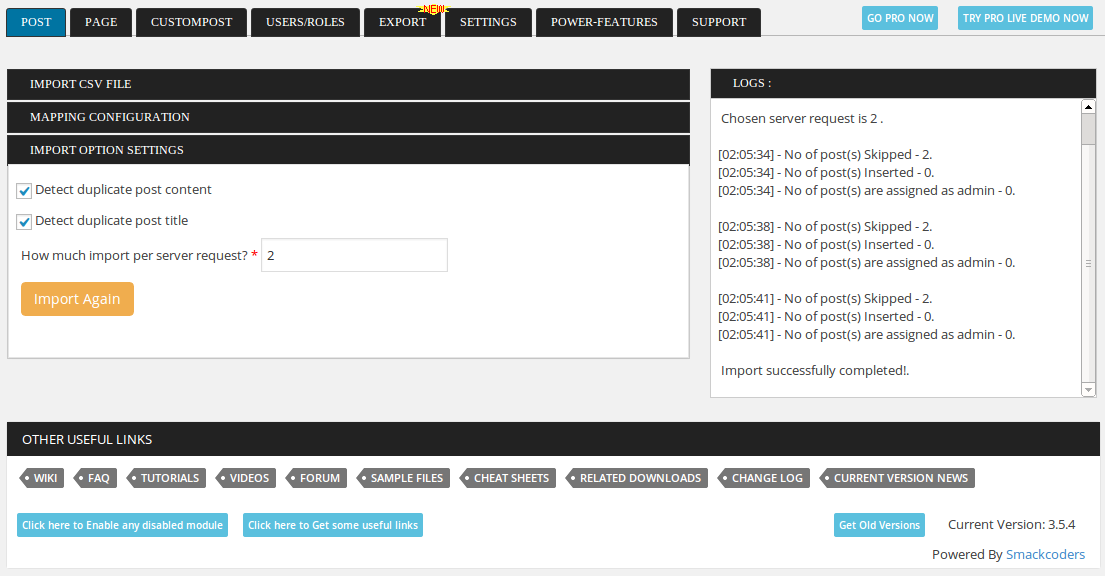 POST PAGE CUSTOMPOST USERS/ROLES EXPORT NEW SETTINGS POWER-FEATURES SUPPORT GO PRO NOW TRY PRO LIVE DEMO NOW
IMPORT CSV FILE
MAPPING CONFIGURATION
IMPORT OPTION SETTINGS
Detect duplicate post content
Detect duplicate post title
How much import per server request? * 2
Import Again
LOGS :
Chosen server request is 2 .
[02:05:34] - No of post(s) Skipped - 2.
[02:05:34] - No of post(s) Inserted - 0.
[02:05:34] - No of post(s) are assigned as admin - 0.
[02:05:38] - No of post(s) Skipped - 2.
[02:05:38] - No of post(s) Inserted - 0.
[02:05:38] - No of post(s) are assigned as admin - 0.
[02:05:41] - No of post(s) Skipped - 2.
[02:05:41] - No of post(s) Inserted - 0.
[02:05:41] - No of post(s) are assigned as admin - 0.
Import successfully completed!.
OTHER USEFUL LINKS
WIKI FAQ TUTORIALS VIDEOS FORUM SAMPLE FILES CHEAT SHEETS RELATED DOWNLOADS CHANGE LOG CURRENT VERSION NEWS
Click here to Enable any disabled module Click here to Get some useful links Get Old Versions Current Version: 3.5.4
Powered By Smackcoders